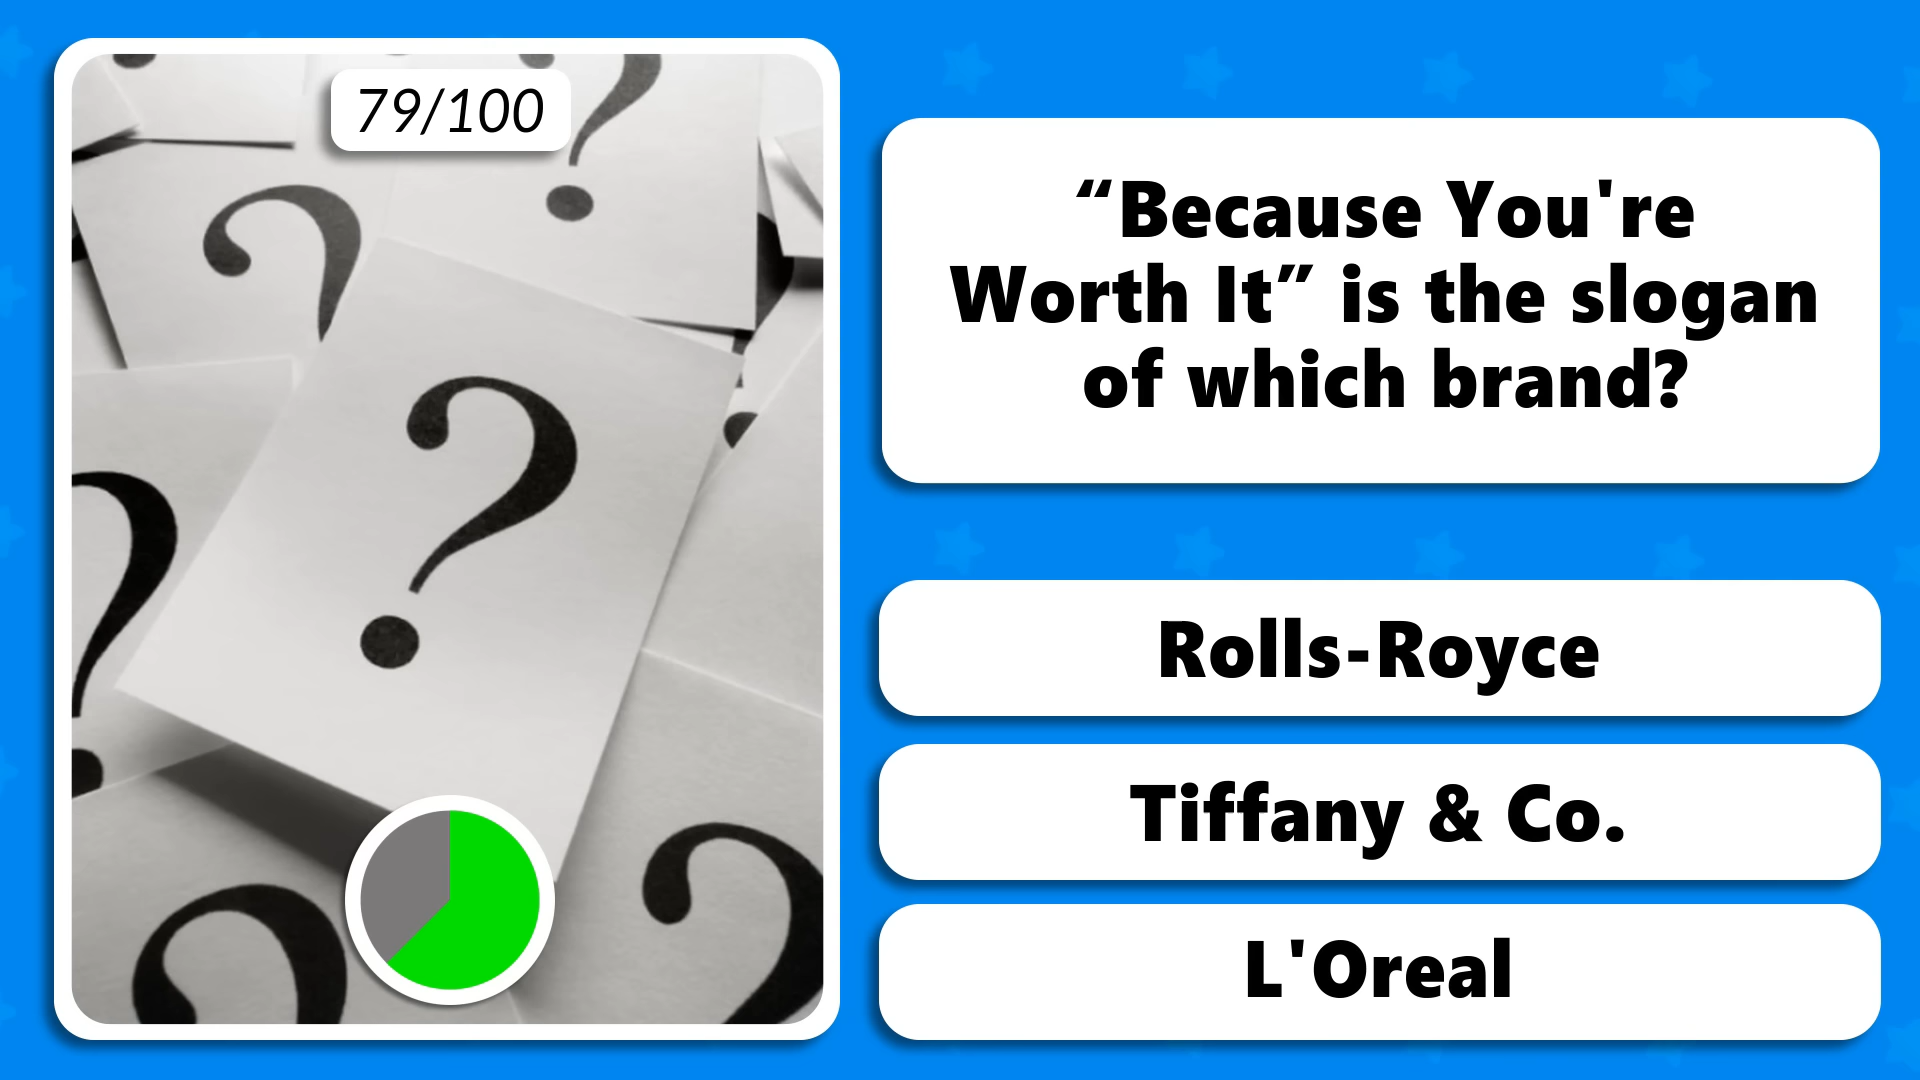 79/100
“Because You're
Worth It” is the slogan
of which brand?
Rolls-Royce
Tiffany & Co.
L'Oreal